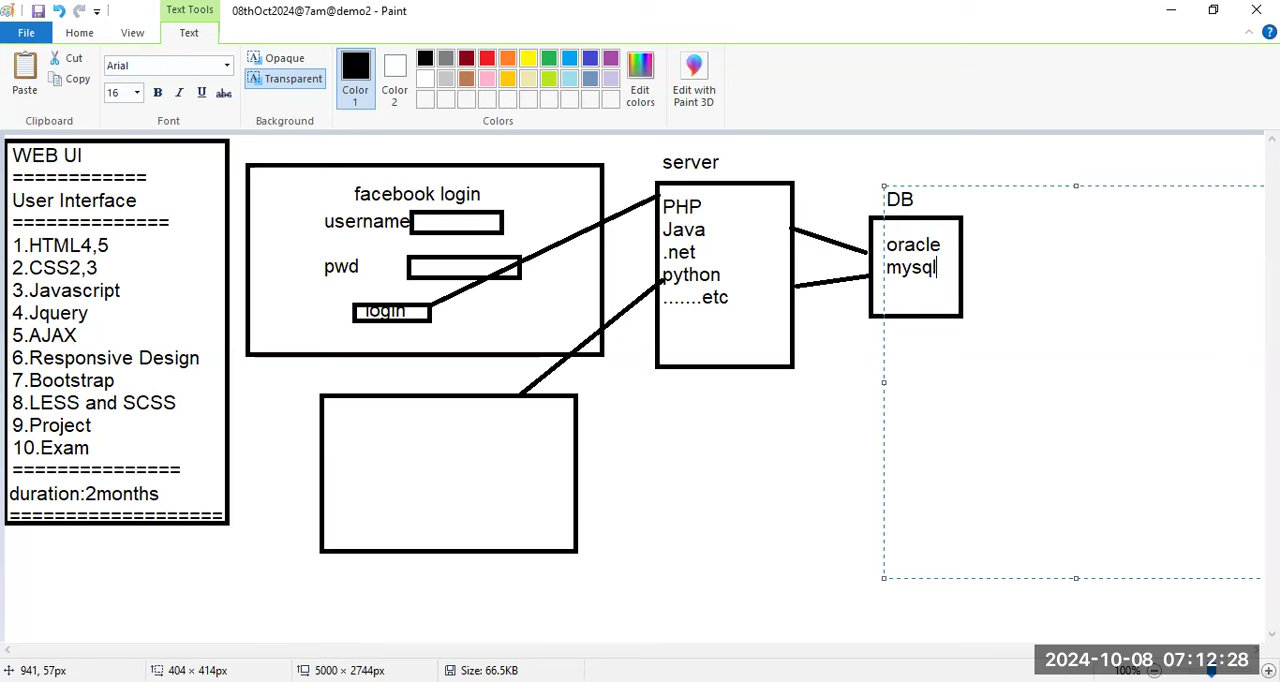 Text Tools
08thOct2024@7am@demo2 - Paint
File
Home
View
Text
Paste
Cut
Copy
Clipboard
Arial
16
B
I
U
abc
Font
Opaque
Transparent
Background
Color
1
Color
2
Edit
colors
Colors
Edit with
Paint 3D
WEB UI
============
User Interface
==============
1.HTML4,5
2.CSS2,3
3.Javascript
4.Jquery
5.AJAX
6.Responsive Design
7.Bootstrap
8.LESS and SCSS
9.Project
10.Exam
===============
duration:2months
===================
facebook login
username
pwd
login
server
PHP
Java
.net
python
.......etc
DB
oracle
mysql
941, 57px
404 × 414px
5000 × 2744px
Size: 66.5KB
100%
2024-10-08 07:12:28